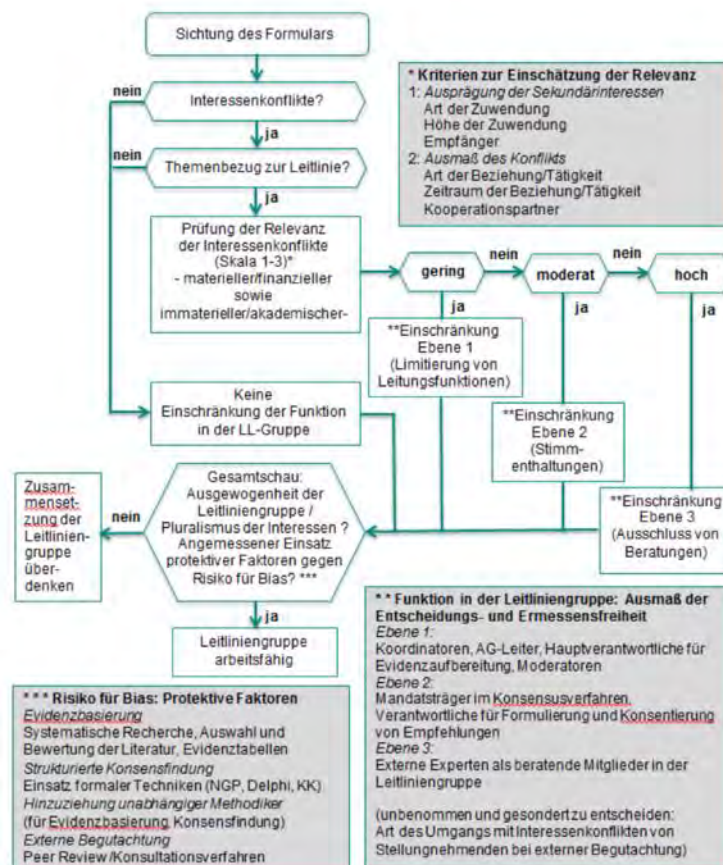 Sichtung des Formulars
nein
Interessenkonflikte?
ja
nein
Themenbezug zur Leitlinie?
ja
* Kriterien zur Einschätzung der Relevanz
1: Ausprägung der Sekundärinteressen
Art der Zuwendung
Höhe der Zuwendung
Empfänger
2: Ausmaß des Konflikts
Art der Beziehung/Tätigkeit
Zeitraum der Beziehung/Tätigkeit
Kooperationspartner
Prüfung der Relevanz
der Interessenkonflikte
(Skala 1-3)*
- materieller/finanzieller
sowie
immaterieller/akademischer-
gering
nein
moderat
nein
hoch
ja
ja
ja
**Einschränkung
Ebene 1
(Limitierung von
Leitungsfunktionen)
**Einschränkung
Ebene 2
(Stimm-
enthaltungen)
**Einschränkung
Ebene 3
(Ausschluss von
Beratungen)
Keine
Einschränkung der Funktion
in der LL-Gruppe
Gesamtschau:
Ausgewogenheit der
Leitliniengruppe /
Pluralismus der Interessen ?
Angemessener Einsatz
protektiver Faktoren gegen
Risiko für Bias? ***
nein
Zusam-
menset-
zung der
Leitlinien-
gruppe
über-
denken
ja
Leitliniengruppe
arbeitsfähig
* * Funktion in der Leitliniengruppe: Ausmaß der
Entscheidungs- und Ermessensfreiheit
Ebene 1:
Koordinatoren, AG-Leiter, Hauptverantwortliche für
Evidenzaufbereitung, Moderatoren
Ebene 2:
Mandatsträger im Konsensusverfahren,
Verantwortliche für Formulierung und Konsentierung
von Empfehlungen
Ebene 3:
Externe Experten als beratende Mitglieder in der
Leitliniengruppe
(unbenommen und gesondert zu entscheiden:
Art des Umgangs mit Interessenkonflikten von
Stellungnehmenden bei externer Begutachtung)
* * * Risiko für Bias: Protektive Faktoren
Evidenzbasierung
Systematische Recherche, Auswahl und
Bewertung der Literatur, Evidenztabellen
Strukturierte Konsensfindung
Einsatz formaler Techniken (NGP, Delphi, KK)
Hinzuziehung unabhängiger Methodiker
(für Evidenzbasierung, Konsensfindung)
Externe Begutachtung
Peer Review /Konsultationsverfahren